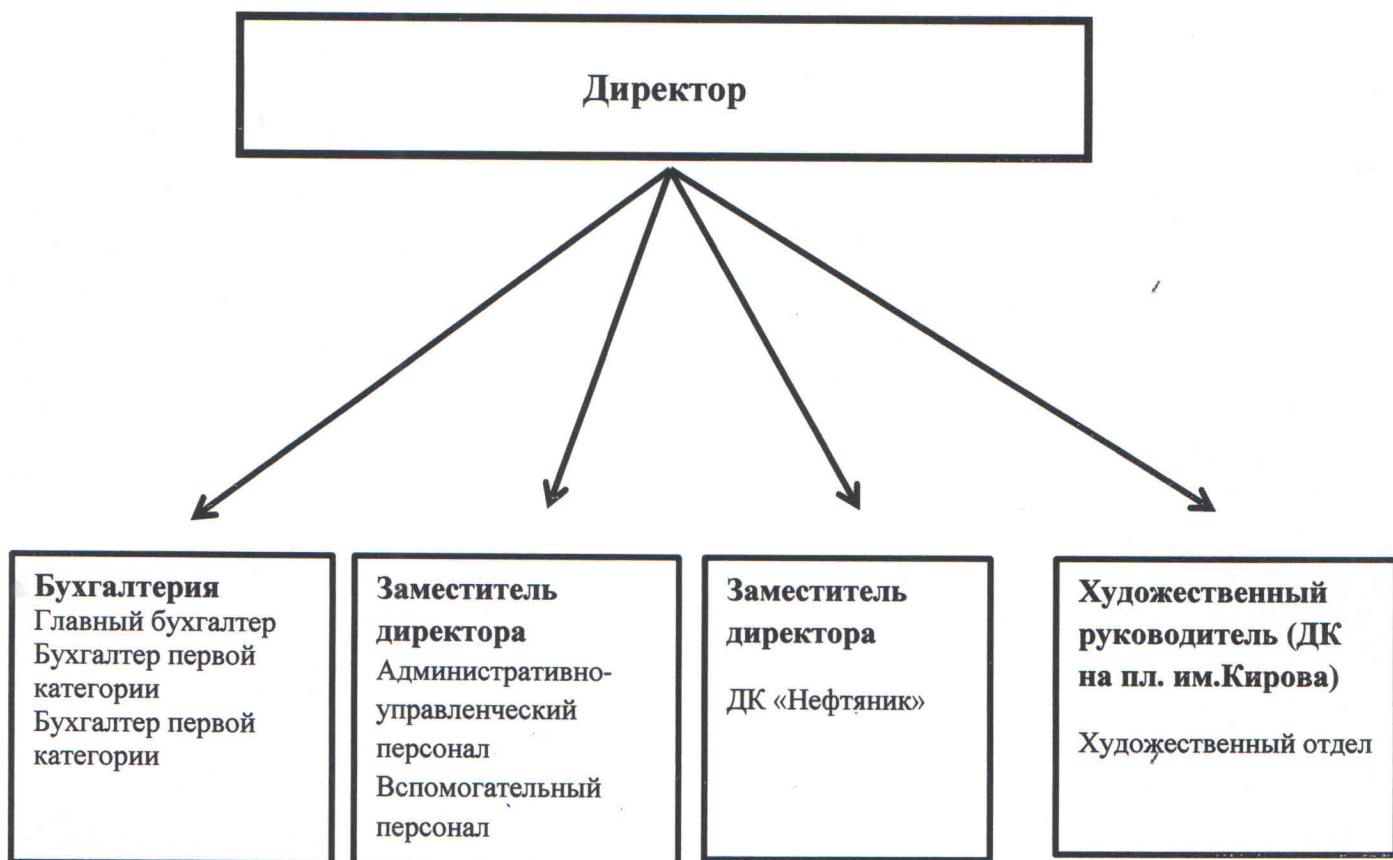 Директор
Бухгалтерия
Главный бухгалтер
Бухгалтер первой
категории
Бухгалтер первой
категории
Заместитель
директора
Административно-
управленческий
персонал
Вспомогательный
персонал
Заместитель
директора
ДК «Нефтяник»
Художественный
руководитель (ДК
на пл. им.Кирова)
Художественный отдел